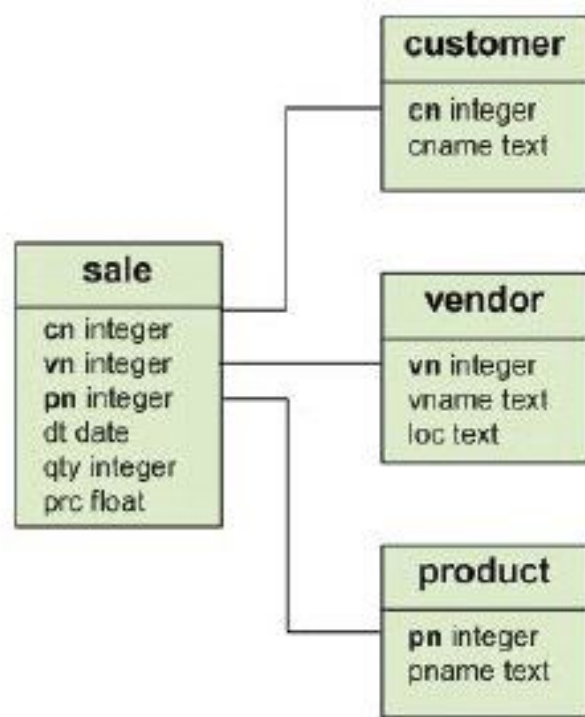 customer
cn integer
cname text
sale
cn integer
vn integer
pn integer
dt date
qty integer
prc float
vendor
vn integer
vname text
loc text
product
pn integer
pname text